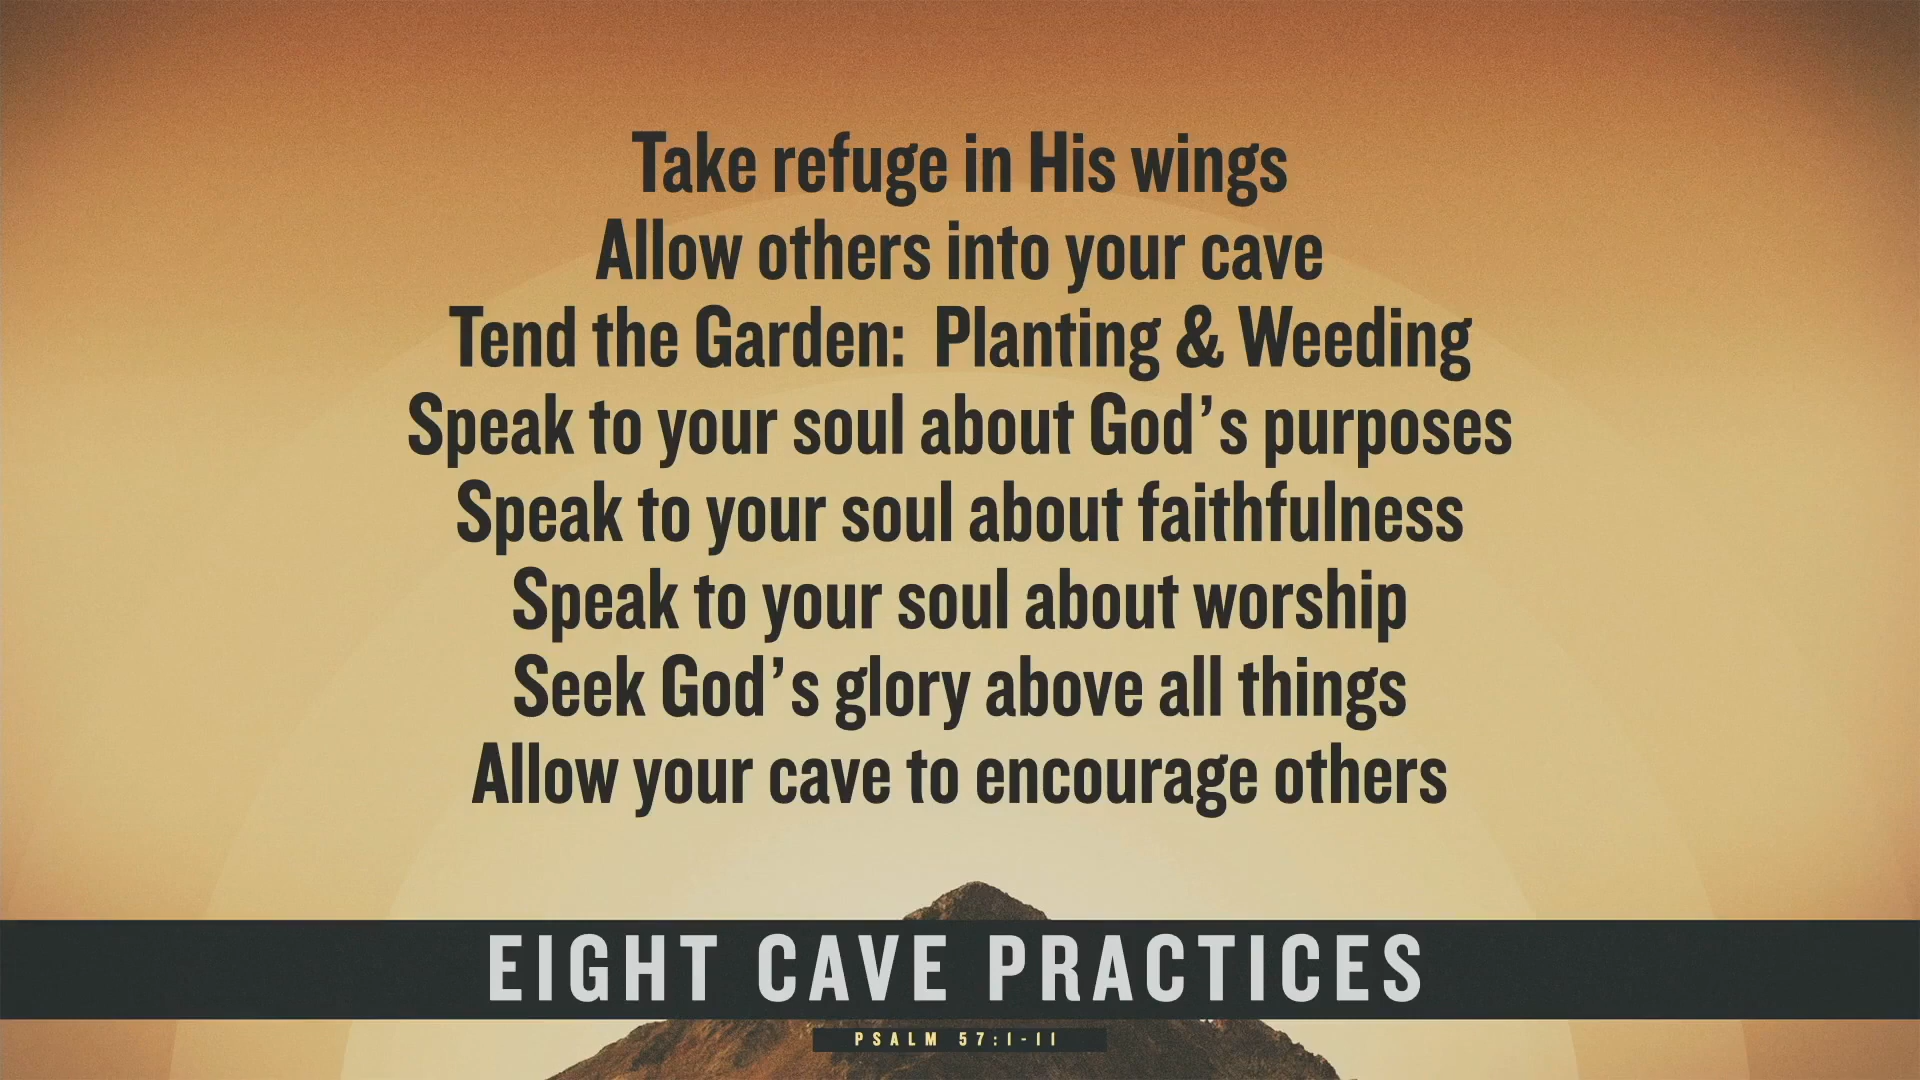 Take refuge in His wings
Allow others into your cave
Tend the Garden:  Planting & Weeding
Speak to your soul about God’s purposes
Speak to your soul about faithfulness
Speak to your soul about worship
Seek God’s glory above all things
Allow your cave to encourage others
EIGHT CAVE PRACTICES
PSALM 57:1-11